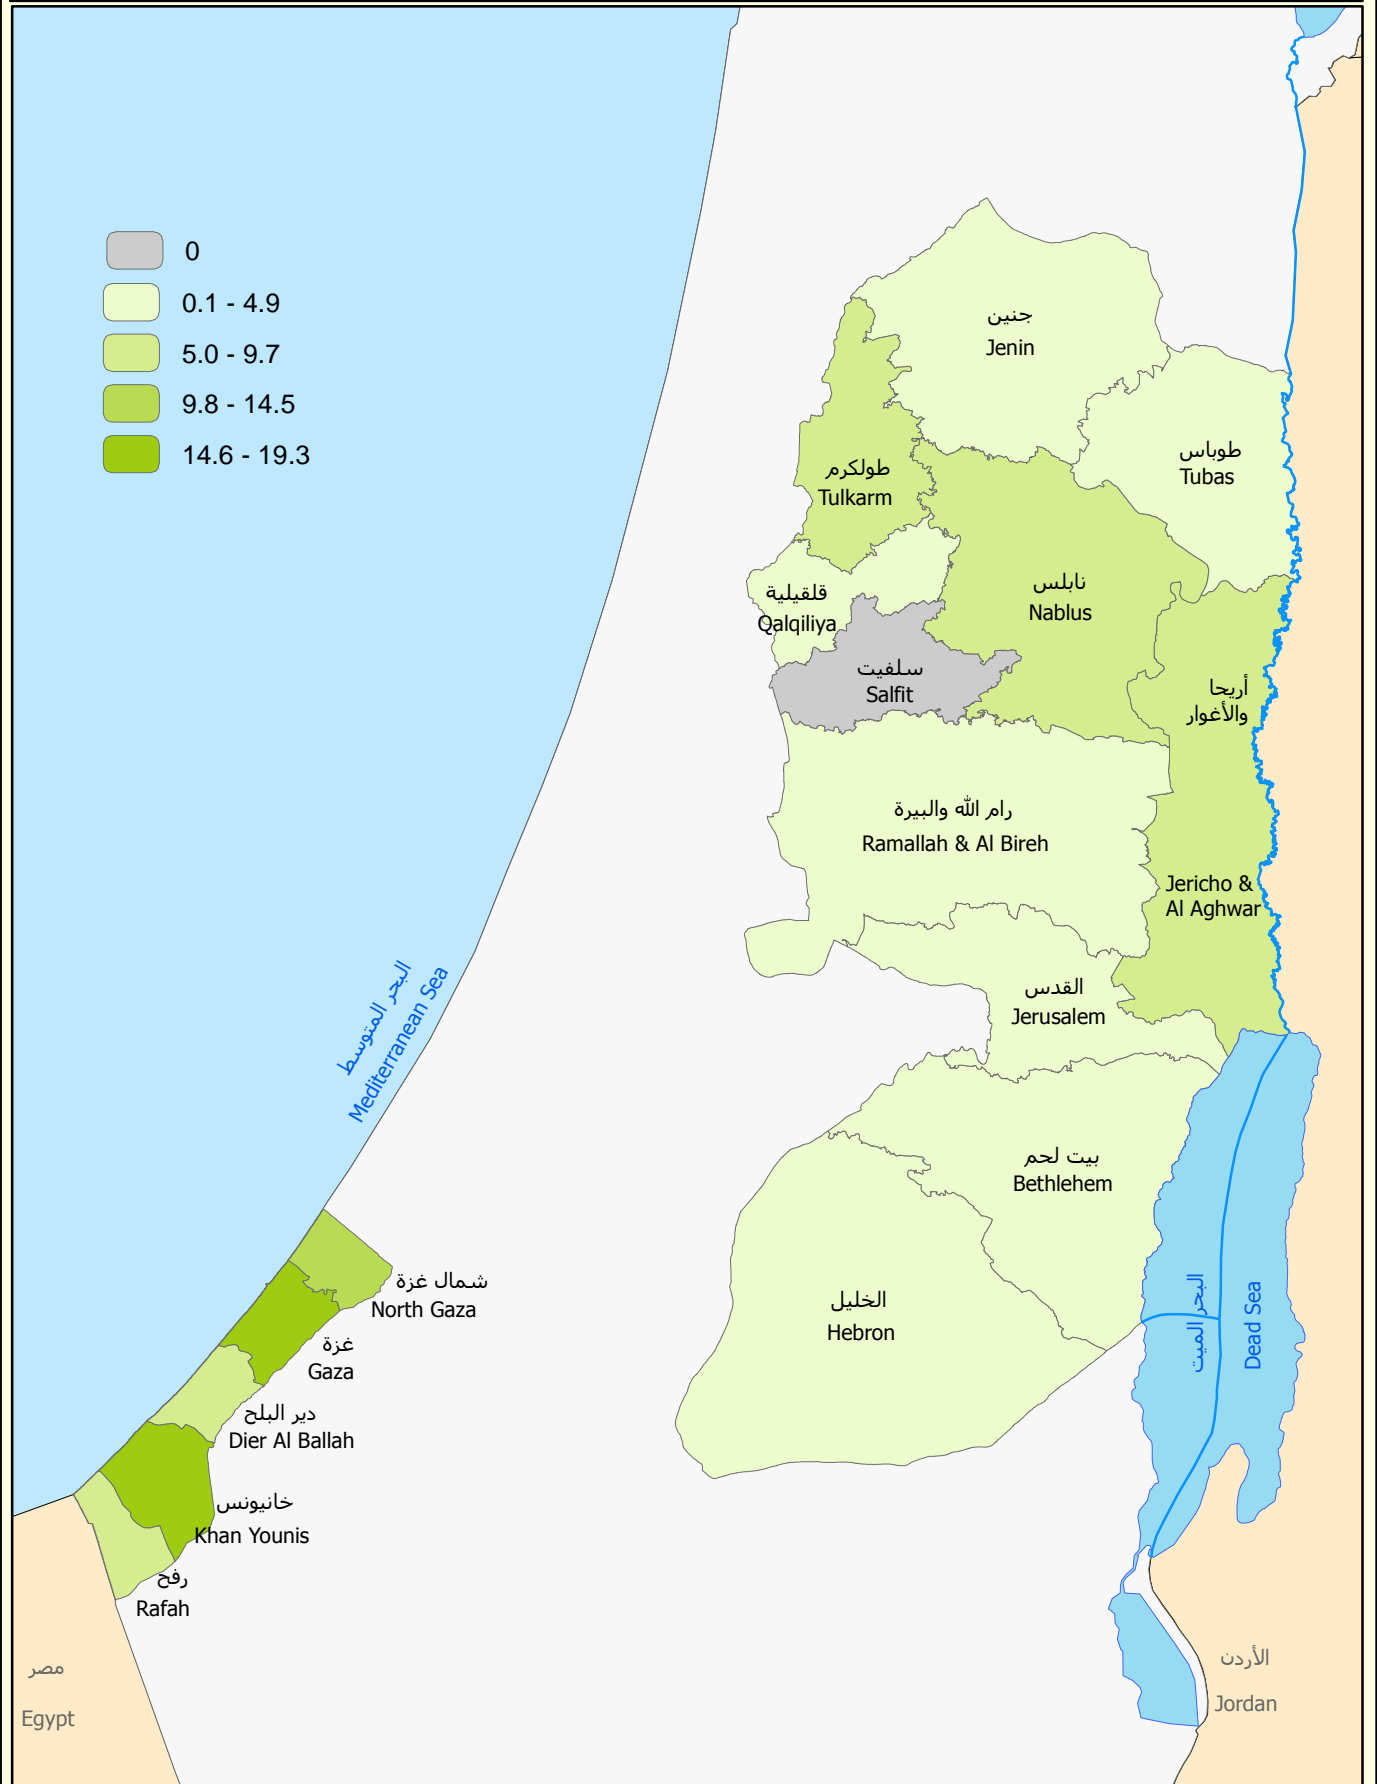 0
0.1 - 4.9
5.0 - 9.7
9.8 - 14.5
14.6 - 19.3
جنين
Jenin
طوباس
Tubas
طولكرم
Tulkarm
نابلس
Nablus
قلقيلية
Qalqiliya
سلفيت
Salfit
أريحا
والأغوار
رام الله والبيرة
Ramallah & Al Bireh
Jericho &
Al Aghwar
القدس
Jerusalem
البحر المتوسط
Mediterranean Sea
بيت لحم
Bethlehem
الخليل
Hebron
البحر الميت
Dead Sea
شمال غزة
North Gaza
غزة
Gaza
دير البلح
Dier Al Ballah
خانيونس
Khan Younis
رفح
Rafah
مصر
Egypt
الأردن
Jordan